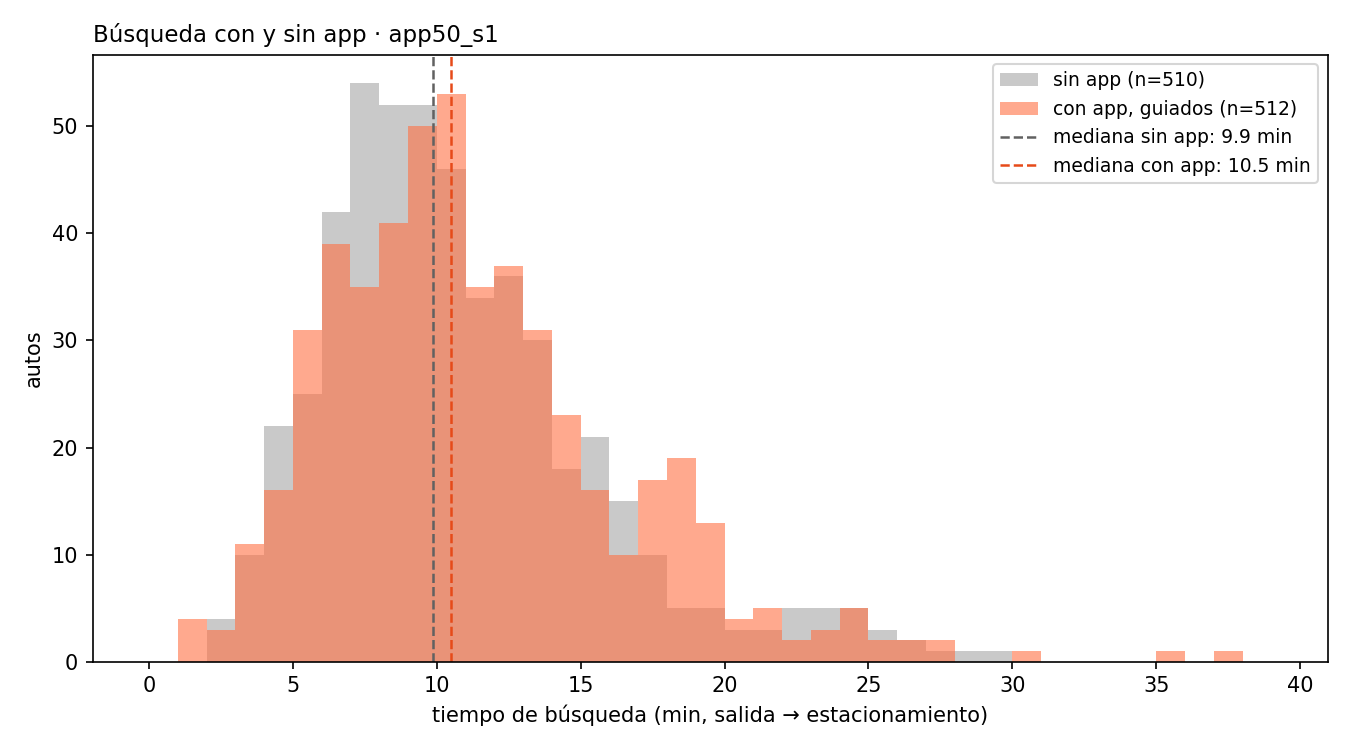 Búsqueda con y sin app · app50_s1
sin app (n=510)
con app, guiados (n=512)
mediana sin app: 9.9 min
mediana con app: 10.5 min
autos
50
40
30
20
10
0
0 5 10 15 20 25 30 35 40
tiempo de búsqueda (min, salida → estacionamiento)